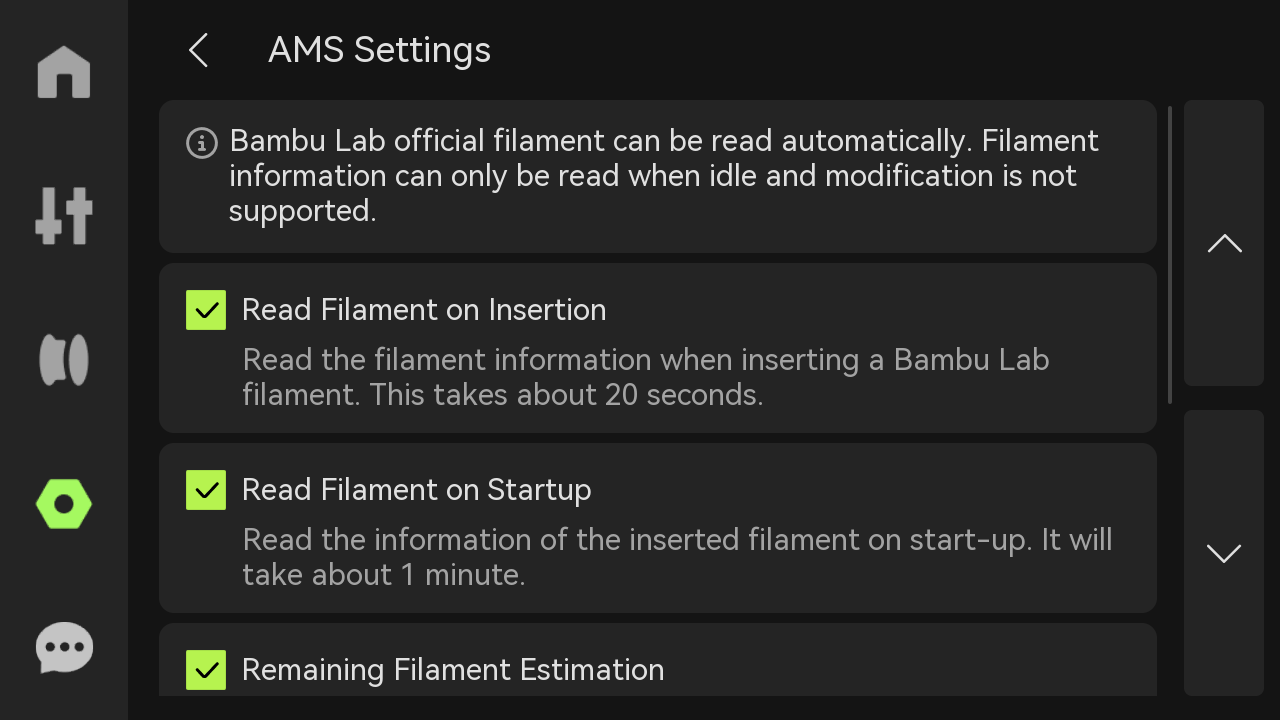 AMS Settings
Bambu Lab official filament can be read automatically. Filament
information can only be read when idle and modification is not
supported.
Read Filament on Insertion
Read the filament information when inserting a Bambu Lab
filament. This takes about 20 seconds.
Read Filament on Startup
Read the information of the inserted filament on start-up. It will
take about 1 minute.
Remaining Filament Estimation